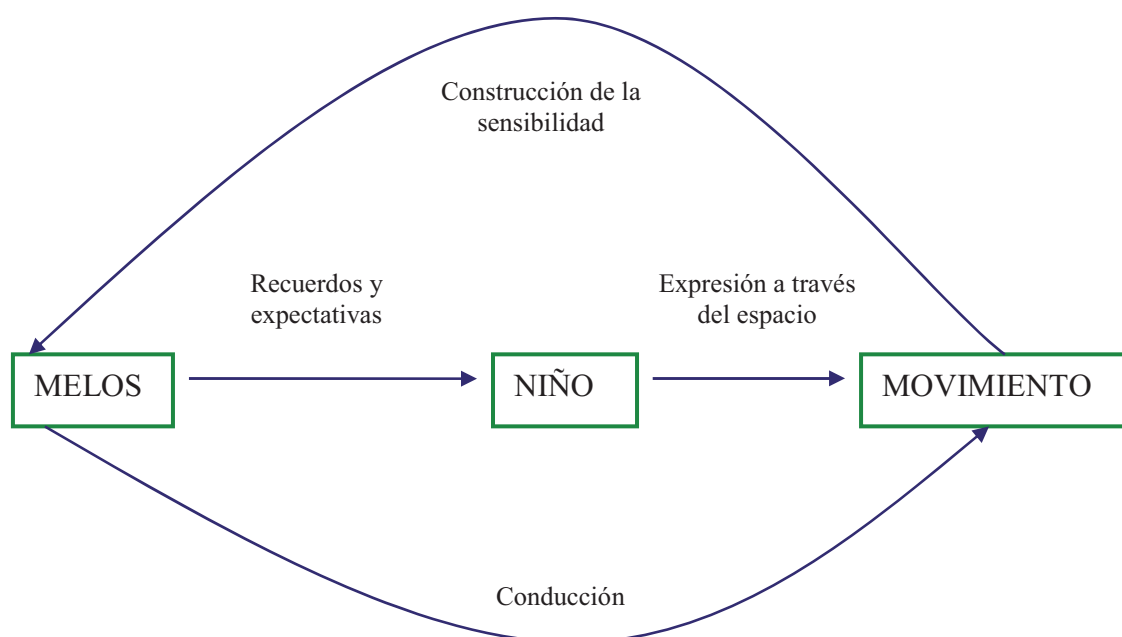 Construcción de la
sensibilidad
Recuerdos y
expectativas
Expresión a través
del espacio
MELOS
NIÑO
MOVIMIENTO
Conducción